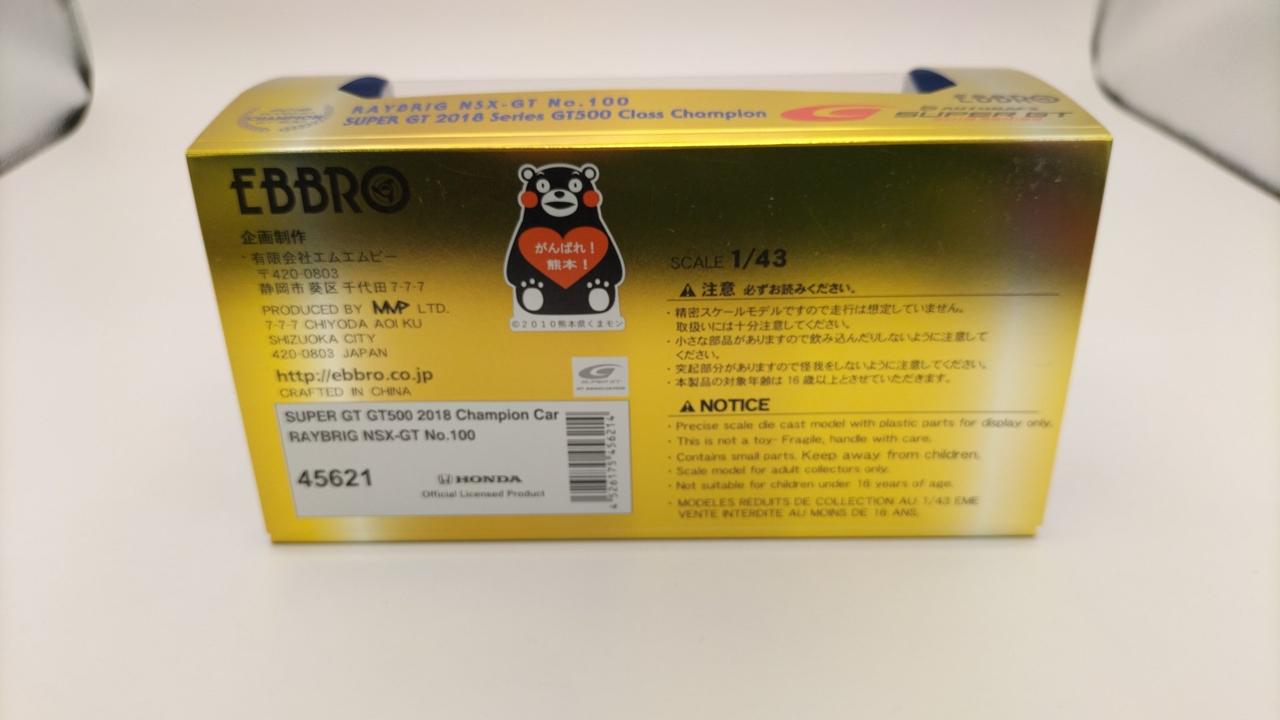 CHAMPION
RAYBRIG NSX-GT No.100
SUPER GT 2018 Series GT500 Class Champion
EBBRO
AUTOBACS
SUPER GT
EBBRO
企画制作
有限会社エムエムピー
〒420-0803
静岡市 葵区 千代田 7-7-7
PRODUCED BY MMP LTD.
7-7-7 CHIYODA AOI KU
SHIZUOKA CITY
420-0803 JAPAN
http://ebbro.co.jp
CRAFTED IN CHINA
がんばれ!
熊本!
©2010熊本県くまモン
SUPER GT
GT ASSOCIATION
SUPER GT GT500 2018 Champion Car
RAYBRIG NSX-GT No.100
45621
HONDA
Official Licensed Product
4 526175 456214
SCALE 1/43
注意 必ずお読みください。
・精密スケールモデルですので走行は想定していません。
取扱いには十分注意してください。
・小さな部品がありますので飲み込んだりしないように注意して
ください。
・突起部分がありますので怪我をしないように注意してください。
・本製品の対象年齢は 16 歳以上とさせていただきます。
NOTICE
・Precise scale die cast model with plastic parts for display only.
・This is not a toy- Fragile, handle with care.
・Contains small parts. Keep away from children.
・Scale model for adult collectors only.
・Not suitable for children under 16 years of age.
・MODELES REDUITS DE COLLECTION AU 1/43 EME
VENTE INTERDITE AU MOINS DE 16 ANS.